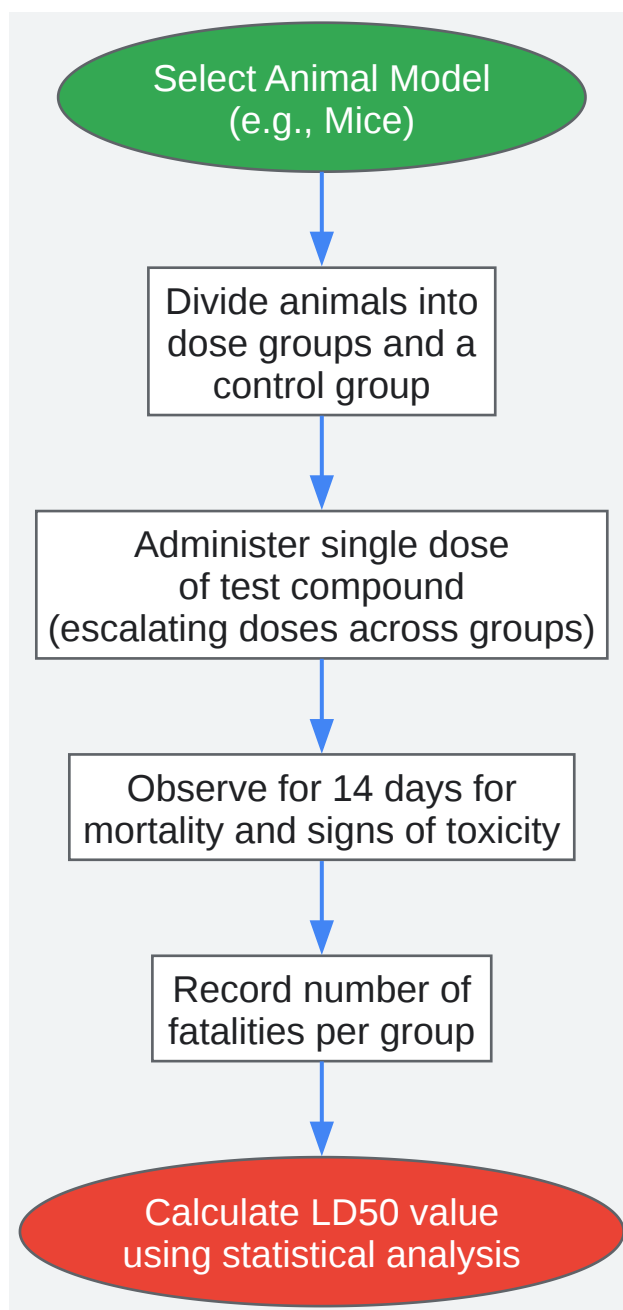 Select Animal Model
(e.g., Mice)
Divide animals into
dose groups and a
control group
Administer single dose
of test compound
(escalating doses across groups)
Observe for 14 days for
mortality and signs of toxicity
Record number of
fatalities per group
Calculate LD50 value
using statistical analysis